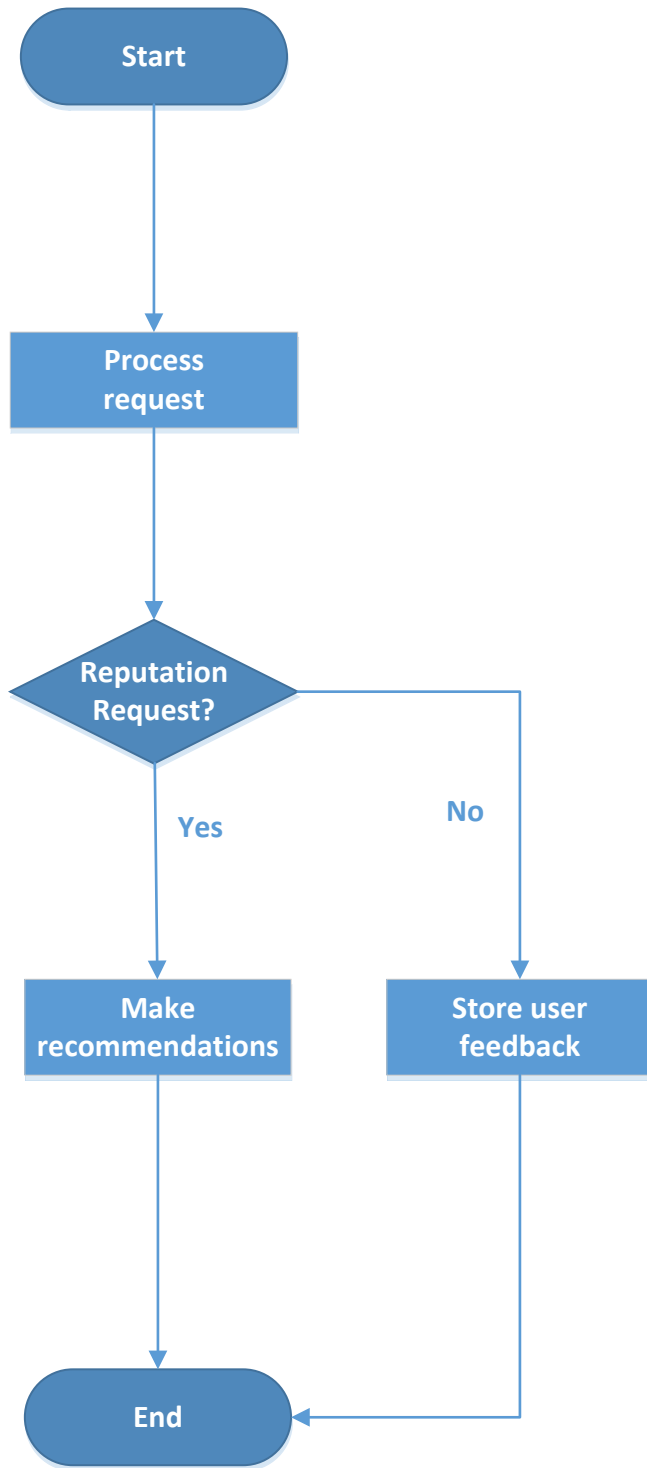 Start
Process
request
Reputation
Request?
Yes
No
Make
recommendations
Store user
feedback
End